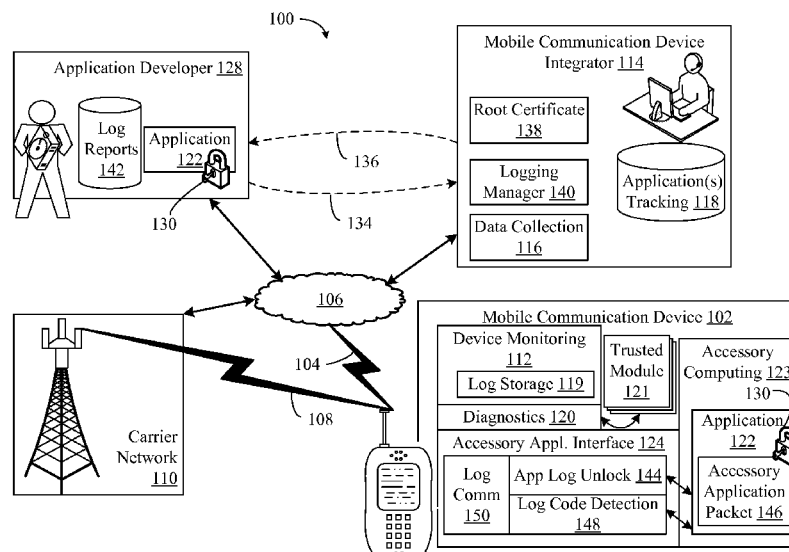 100
Application Developer 128
Log
Reports
142
Application
122
130
136
134
Mobile Communication Device
Integrator 114
Root Certificate
138
Logging
Manager 140
Data Collection
116
Application(s)
Tracking 118
106
104
108
Carrier
Network
110
Mobile Communication Device 102
Device Monitoring
112
Log Storage 119
Diagnostics 120
Trusted
Module
121
Accessory
Computing 123
130
Accessory Appl. Interface 124
Log
Comm
150
App Log Unlock 144
Log Code Detection
148
Application
122
Accessory
Application
Packet 146